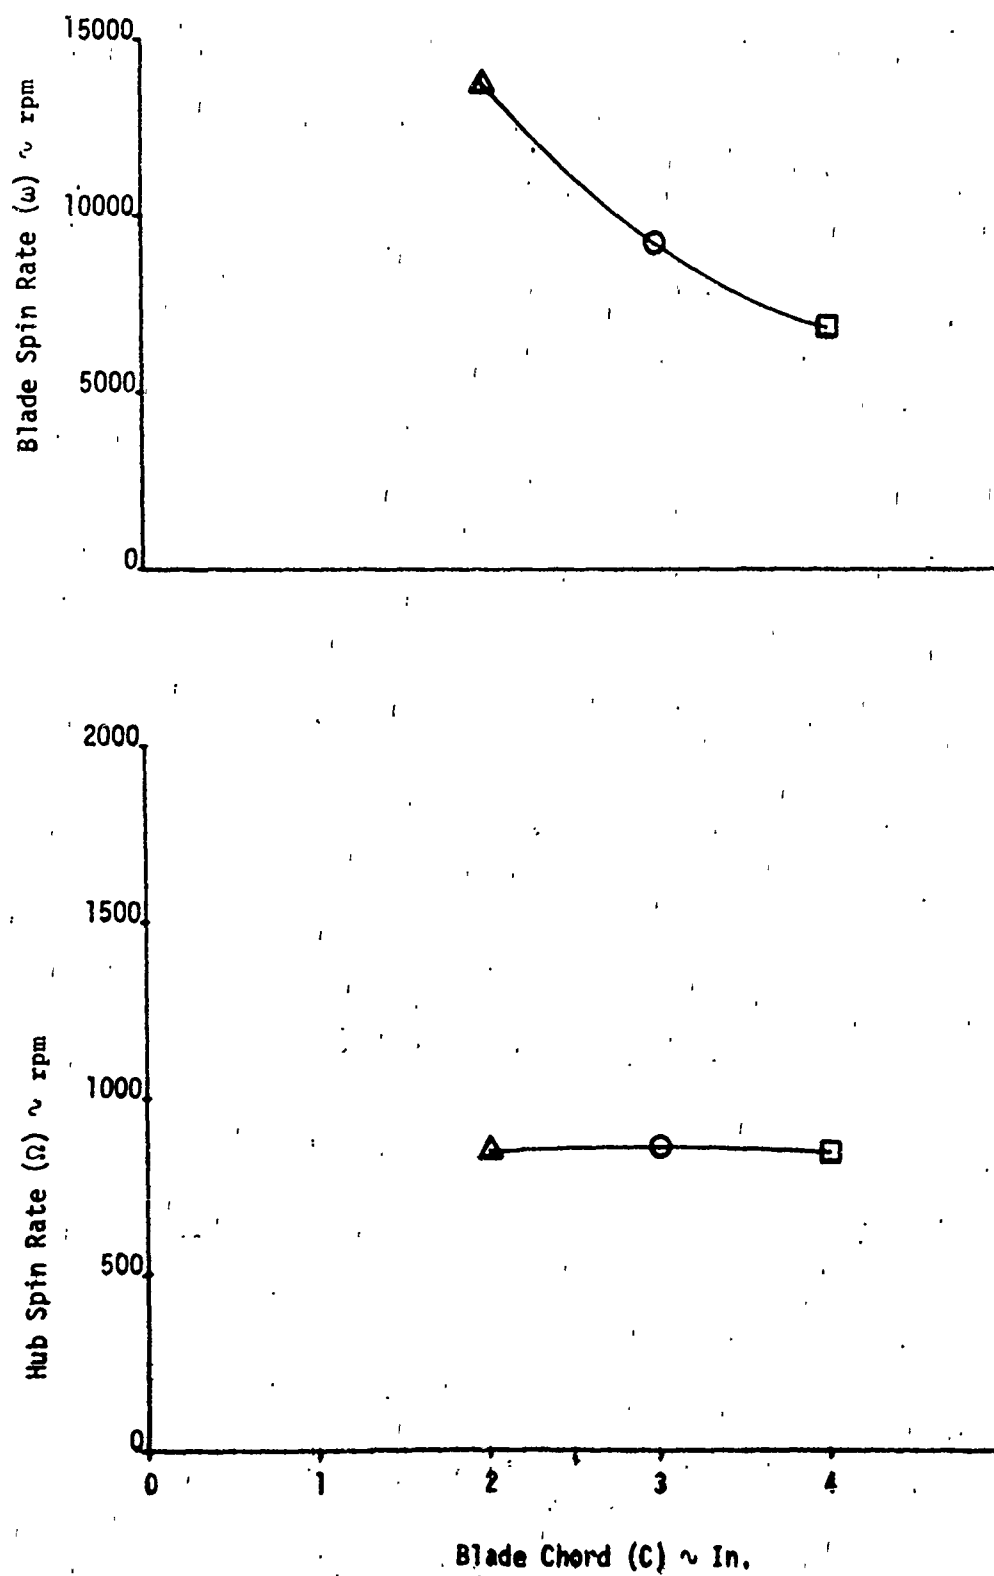 15000
10000
5000
0
Blade Spin Rate (ω) ~ rpm
2000
1500
1000
500
0
Hub Spin Rate (Ω) ~ rpm
0 1 2 3 4
Blade Chord (C) ~ In.